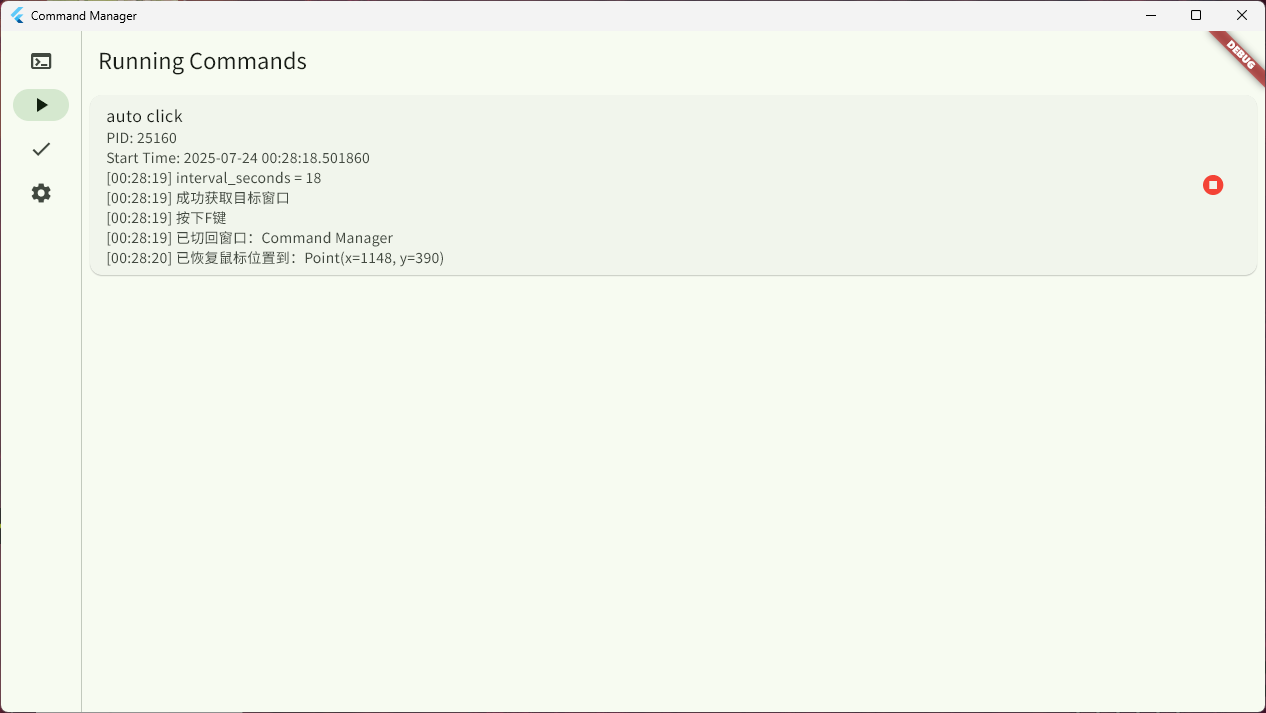 Command Manager
DEBUG
Running Commands
auto click
PID: 25160
Start Time: 2025-07-24 00:28:18.501860
[00:28:19] interval_seconds = 18
[00:28:19] 成功获取目标窗口
[00:28:19] 按下F键
[00:28:19] 已切回窗口：Command Manager
[00:28:20] 已恢复鼠标位置到：Point(x=1148, y=390)